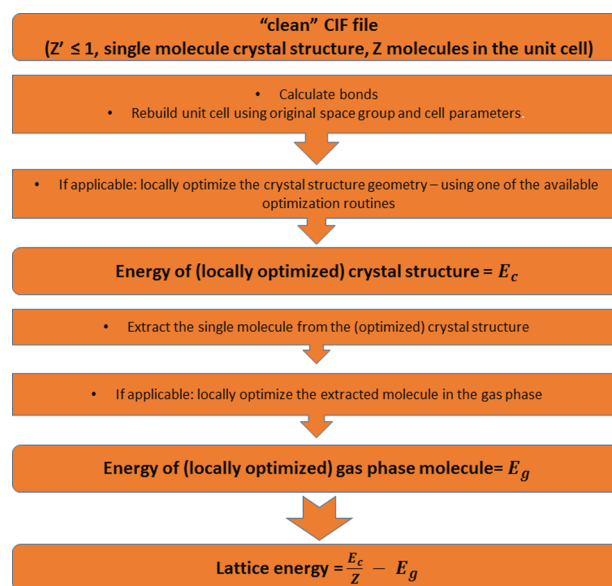 “clean” CIF file
(Z’ ≤ 1, single molecule crystal structure, Z molecules in the unit cell)
• Calculate bonds
• Rebuild unit cell using original space group and cell parameters.
• If applicable: locally optimize the crystal structure geometry – using one of the available
optimization routines
Energy of (locally optimized) crystal structure = E_c
• Extract the single molecule from the (optimized) crystal structure
• If applicable: locally optimize the extracted molecule in the gas phase
Energy of (locally optimized) gas phase molecule= E_g
Lattice energy = E_c/Z − E_g